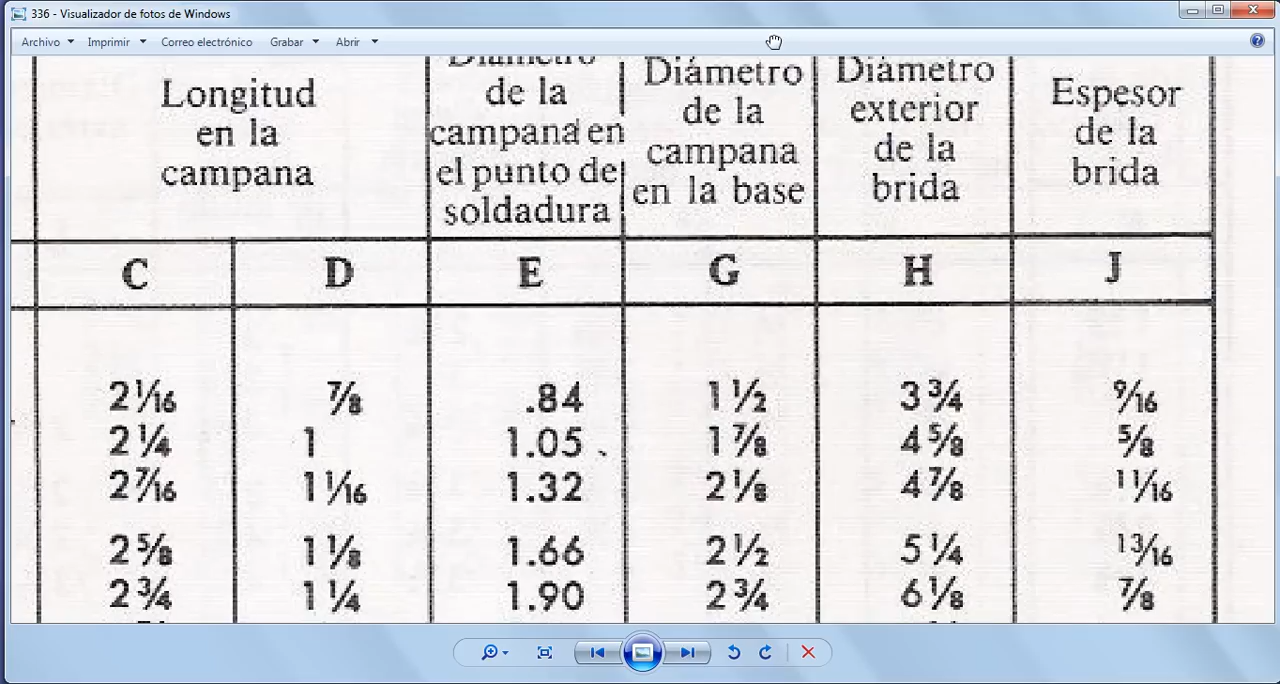 336 - Visualizador de fotos de Windows
Archivo Imprimir Correo electrónico Grabar Abrir
Longitud
en la
campana
Diámetro
de la
campana en
el punto de
soldadura
Diámetro
de la
campana
en la base
Diámetro
exterior
de la
brida
Espesor
de la
brida
C D E G H J
2 1/16 7/8 .84 1 1/2 3 3/4 9/16
2 1/4 1 1.05 1 7/8 4 5/8 5/8
2 7/16 1 1/16 1.32 2 1/8 4 7/8 11/16
2 5/8 1 1/8 1.66 2 1/2 5 1/4 13/16
2 3/4 1 1/4 1.90 2 3/4 6 1/8 7/8